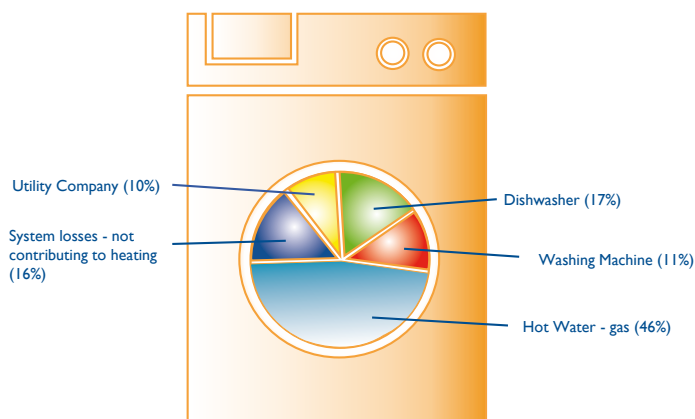 Utility Company (10%)
System losses - not
contributing to heating
(16%)
Dishwasher (17%)
Washing Machine (11%)
Hot Water - gas (46%)